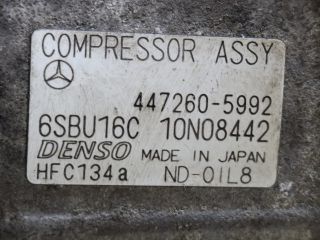 COMPRESSOR ASSY
447260-5992
6SBU16C 10N08442
DENSO MADE IN JAPAN
HFC134a ND-OIL8